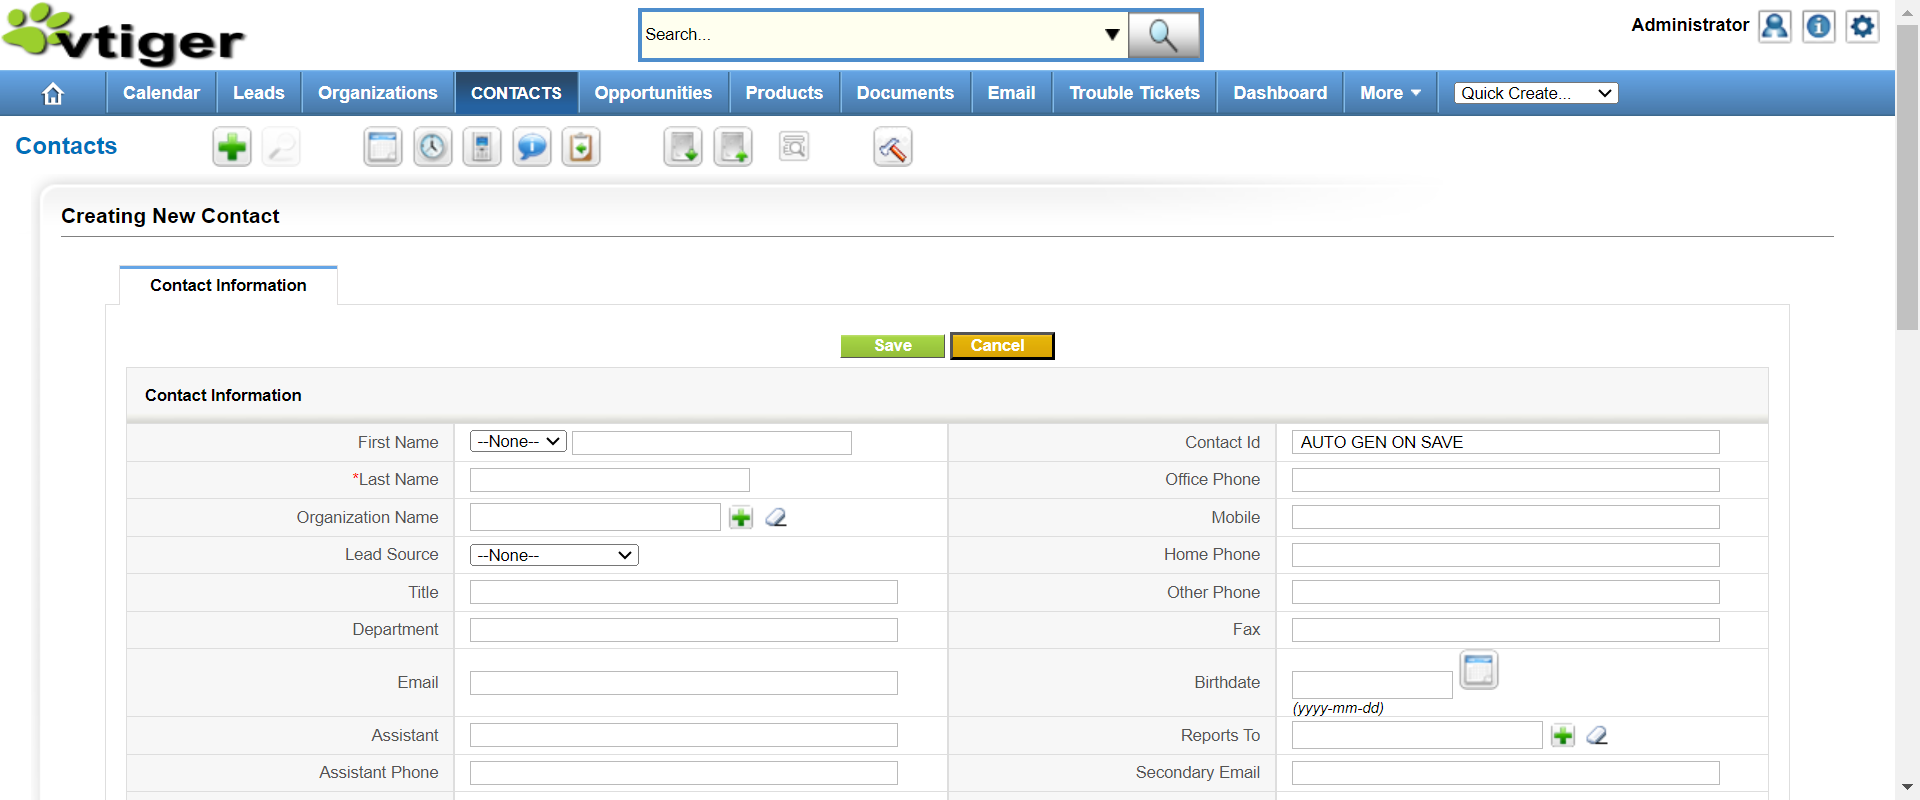 vtiger
Search...
Administrator
Calendar Leads Organizations CONTACTS Opportunities Products Documents Email Trouble Tickets Dashboard More Quick Create...
Contacts
Creating New Contact
Contact Information
Save Cancel
Contact Information
First Name --None-- Contact Id AUTO GEN ON SAVE
*Last Name Office Phone
Organization Name Mobile
Lead Source --None-- Home Phone
Title Other Phone
Department Fax
Email Birthdate
(yyyy-mm-dd)
Assistant Reports To
Assistant Phone Secondary Email